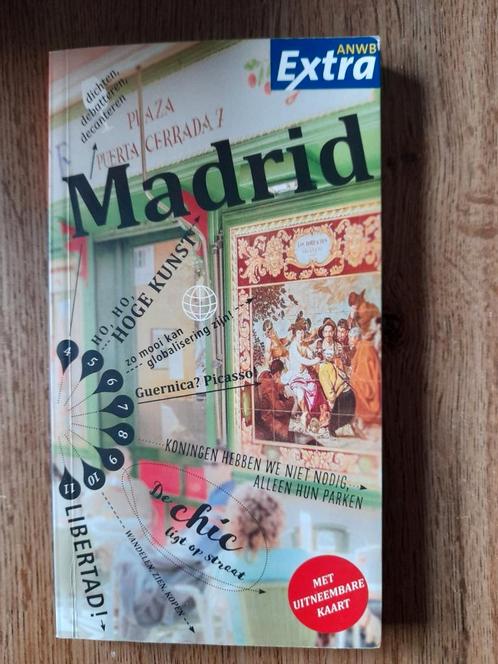 ANWB
Extra
dichten,
debatteren,
decanteren
PLAZA
PUERTA CERRADA 7
Madrid
HO, HO,
HOGE KUNST
zo mooi kan
globalisering zijn!
Guernica? Picasso!
4
5
6
7
8
9
10
11
KONINGEN HEBBEN WE NIET NODIG,
ALLEEN HUN PARKEN
De
chic
ligt op straat
LIBERTAD!
WANDELEN, ZIEN, KOPEN
MET
UITNEEMBARE
KAART